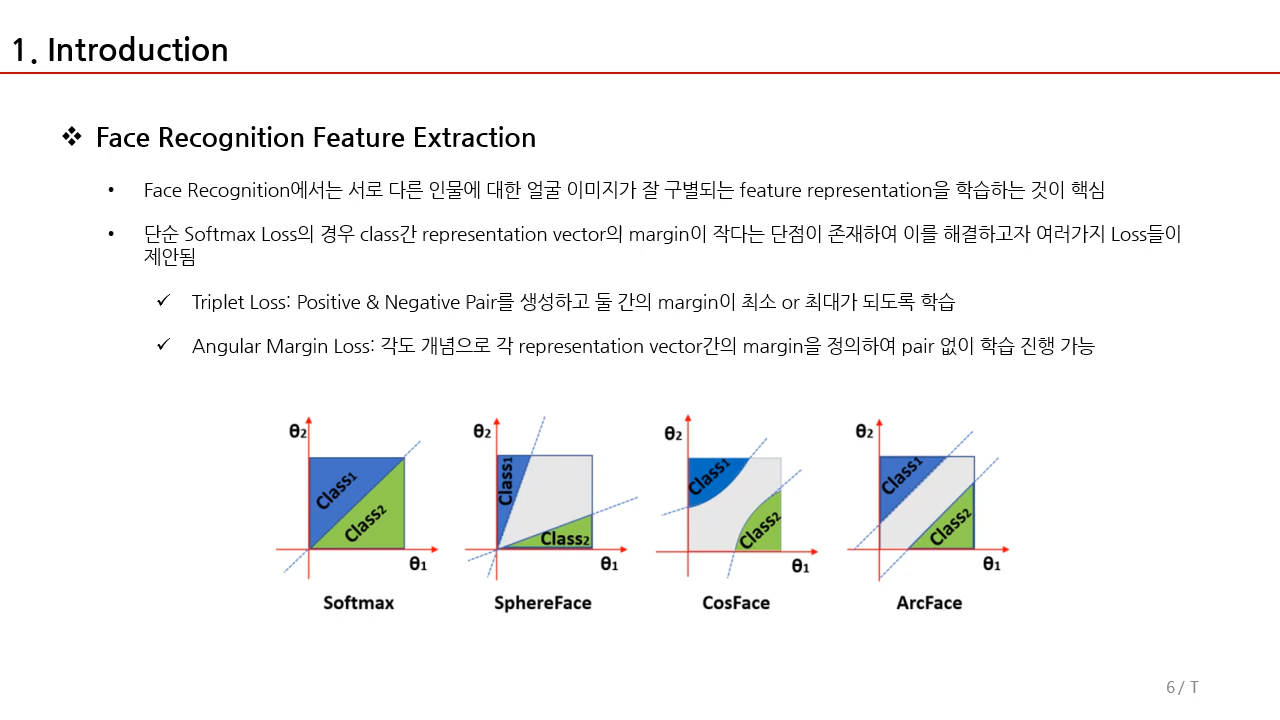 1. Introduction
❖ Face Recognition Feature Extraction
• Face Recognition에서는 서로 다른 인물에 대한 얼굴 이미지가 잘 구별되는 feature representation을 학습하는 것이 핵심
• 단순 Softmax Loss의 경우 class간 representation vector의 margin이 작다는 단점이 존재하여 이를 해결하고자 여러가지 Loss들이
제안됨
✓ Triplet Loss: Positive & Negative Pair를 생성하고 둘 간의 margin이 최소 or 최대가 되도록 학습
✓ Angular Margin Loss: 각도 개념으로 각 representation vector간의 margin을 정의하여 pair 없이 학습 진행 가능
θ2
Class1
Class2
θ1
Softmax
θ2
Class1
Class2
θ1
SphereFace
θ2
Class1
Class2
θ1
CosFace
θ2
Class1
Class2
θ1
ArcFace
6 / T